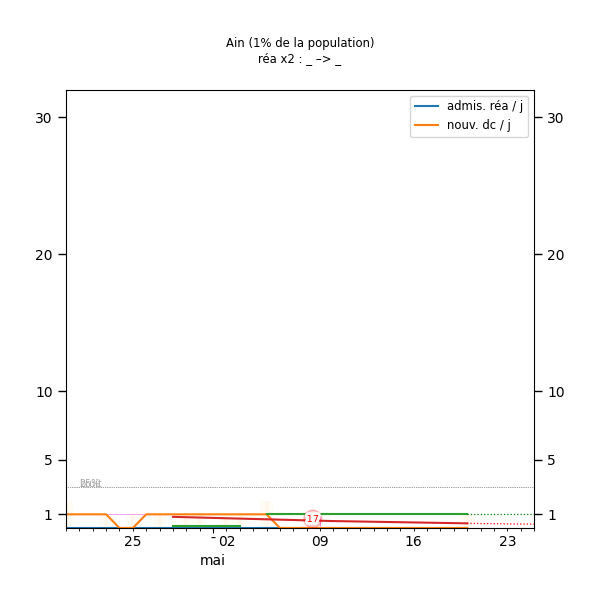 Ain (1% de la population)
réa x2 : _ –> _
admis. réa / j
nouv. dc / j
30 30
20 20
10 10
5 5
1 17 1
25 - 02 09 16 23
mai